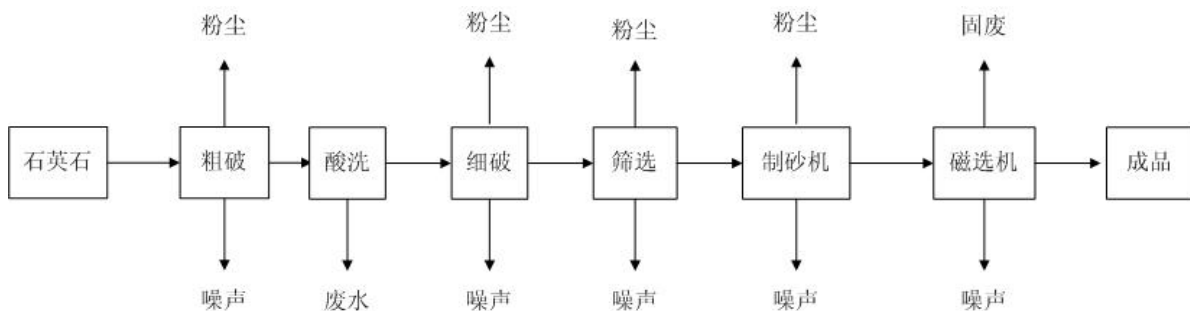 粉尘 粉尘 粉尘 粉尘 固废
石英石 粗破 酸洗 细破 筛选 制砂机 磁选机 成品
噪声 废水 噪声 噪声 噪声 噪声